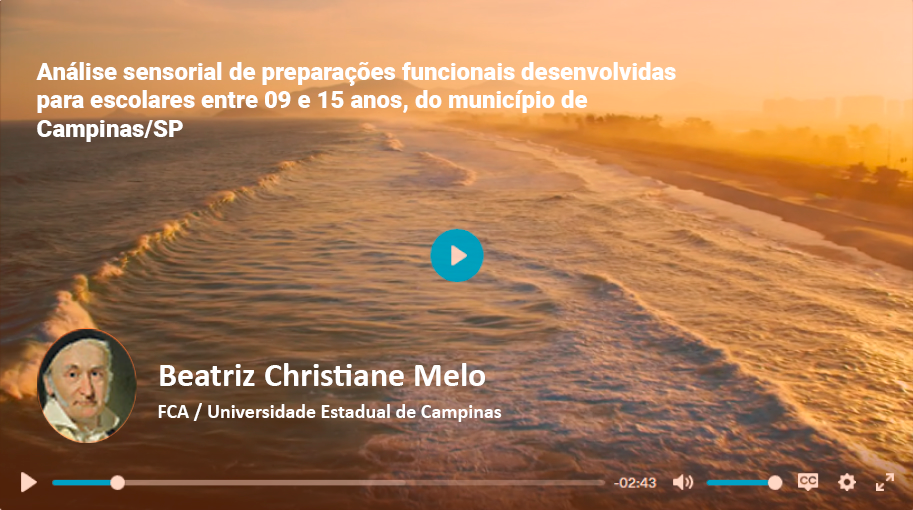 Análise sensorial de preparações funcionais desenvolvidas
para escolares entre 09 e 15 anos, do município de
Campinas/SP
Beatriz Christiane Melo
FCA / Universidade Estadual de Campinas
-02:43
CC